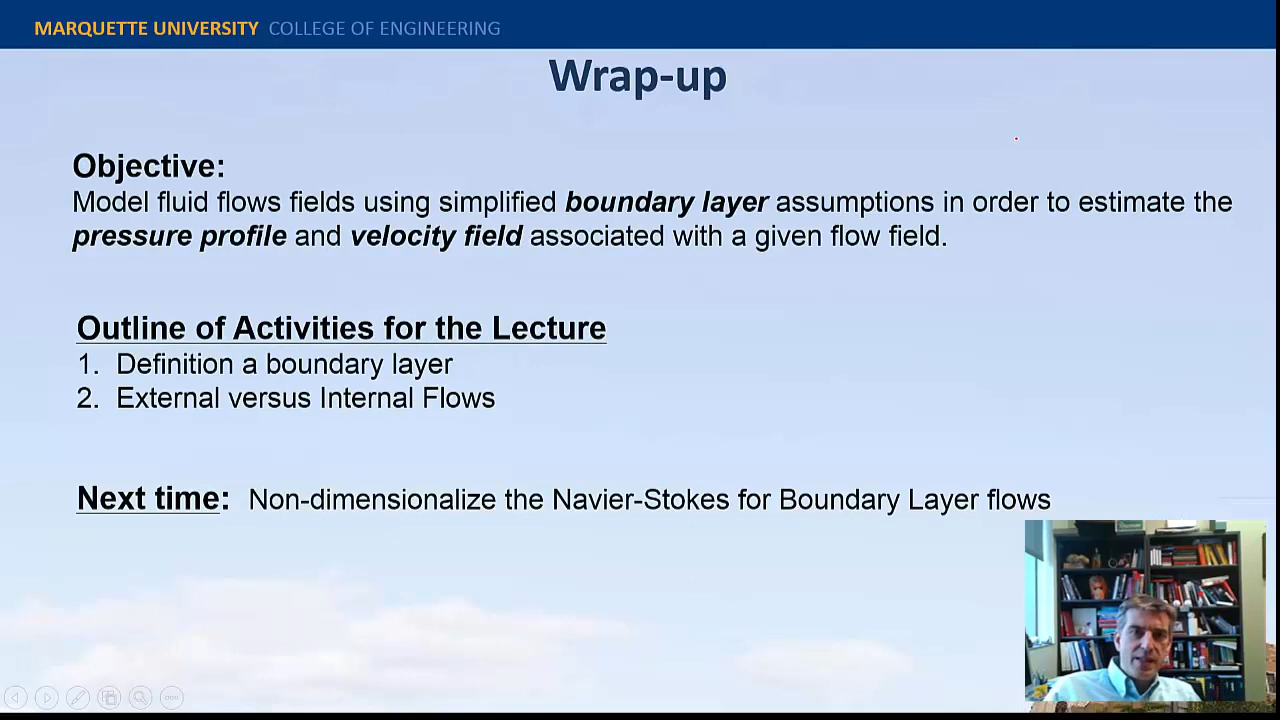 MARQUETTE UNIVERSITY COLLEGE OF ENGINEERING
Wrap-up
Objective:
Model fluid flows fields using simplified boundary layer assumptions in order to estimate the
pressure profile and velocity field associated with a given flow field.
Outline of Activities for the Lecture
1. Definition a boundary layer
2. External versus Internal Flows
Next time: Non-dimensionalize the Navier-Stokes for Boundary Layer flows